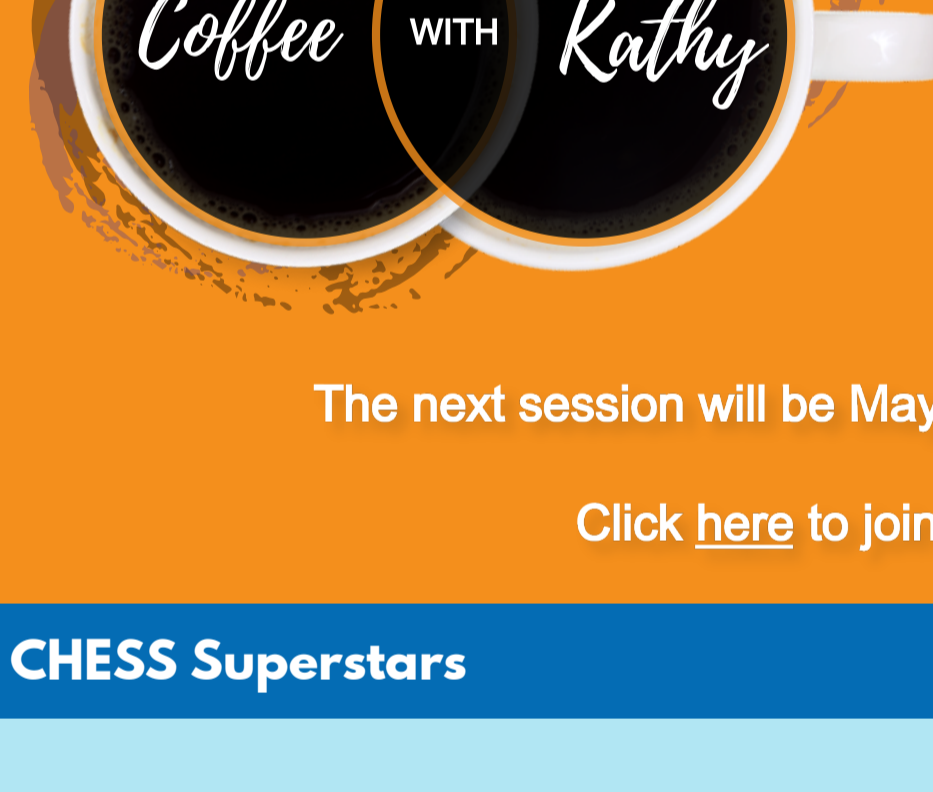 Coffee WITH Kathy
The next session will be May
Click here to join
CHESS Superstars